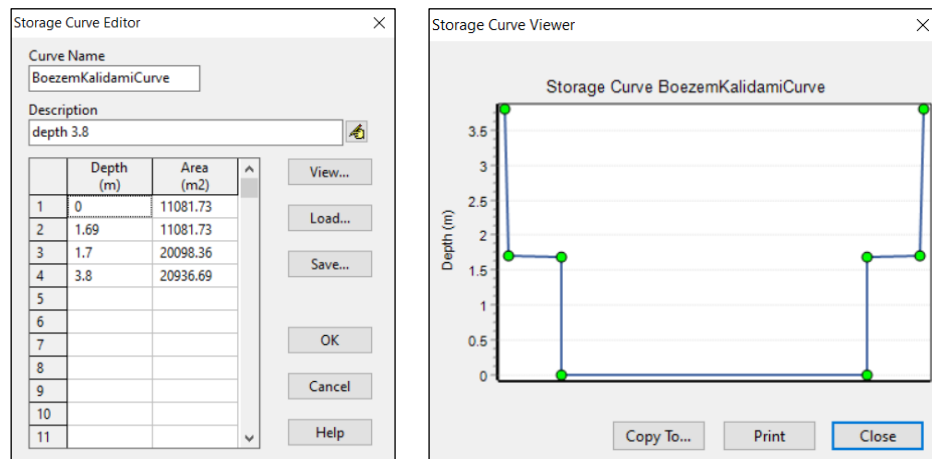 Storage Curve Editor
Curve Name
BoezemKalidamiCurve
Description
depth 3.8
Depth (m) Area (m2)
1 0 11081.73
2 1.69 11081.73
3 1.7 20098.36
4 3.8 20936.69
5
6
7
8
9
10
11
View...
Load...
Save...
OK
Cancel
Help
Storage Curve Viewer
Storage Curve BoezemKalidamiCurve
Depth (m)
3.5
3
2.5
2
1.5
1
0.5
0
Copy To...
Print
Close